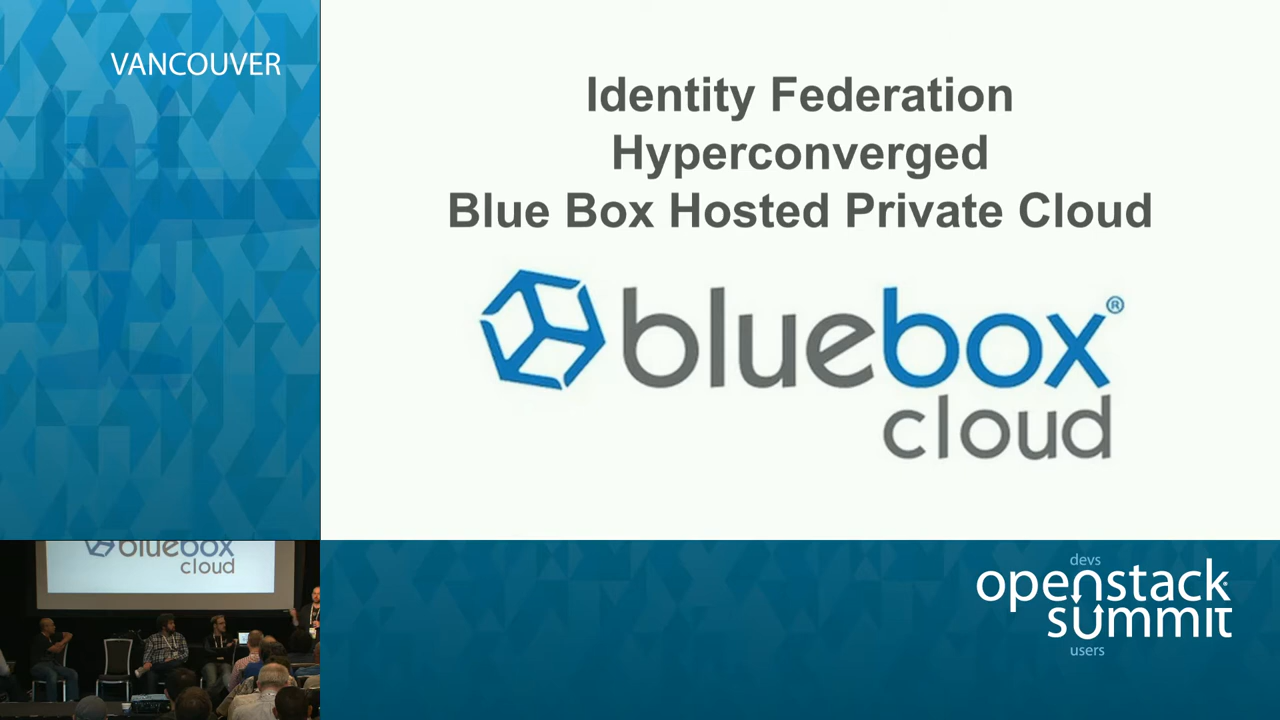 VANCOUVER
Identity Federation
Hyperconverged
Blue Box Hosted Private Cloud
bluebox®
cloud
bluebox
cloud
devs
openstack
summit
users